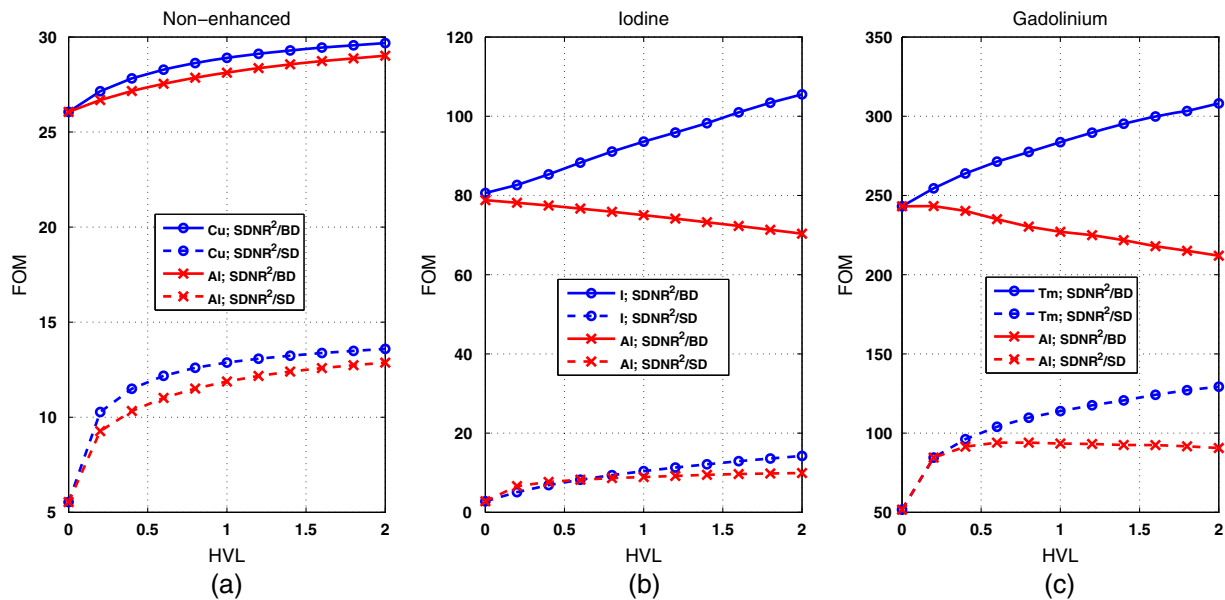 Non−enhanced
30
25
20
15
10
5
FOM
Cu; SDNR²/BD
Cu; SDNR²/SD
Al; SDNR²/BD
Al; SDNR²/SD
0 0.5 1 1.5 2
HVL
(a)
Iodine
120
100
80
60
40
20
0
FOM
I; SDNR²/BD
I; SDNR²/SD
Al; SDNR²/BD
Al; SDNR²/SD
0 0.5 1 1.5 2
HVL
(b)
Gadolinium
350
300
250
200
150
100
50
FOM
Tm; SDNR²/BD
Tm; SDNR²/SD
Al; SDNR²/BD
Al; SDNR²/SD
0 0.5 1 1.5 2
HVL
(c)